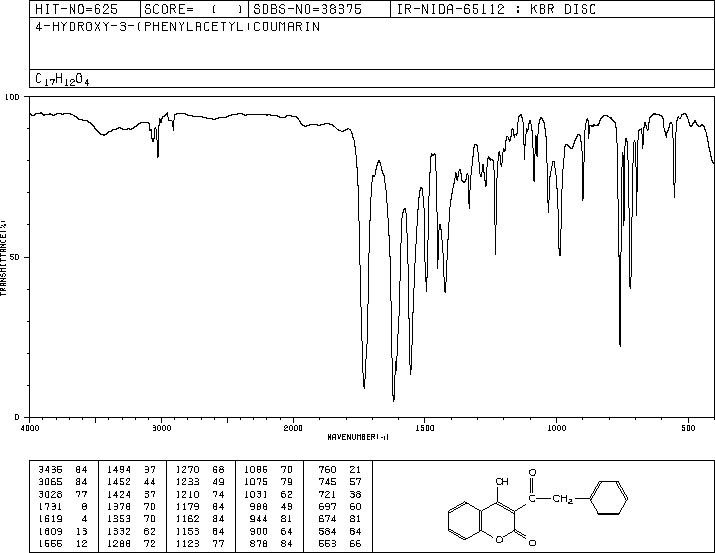 HIT-NO=625 SCORE= ( ) SDBS-NO=38375 IR-NIDA-65112 : KBR DISC
4-HYDROXY-3-(PHENYLACETYL)COUMARIN
C17H12O4
100
50
0
TRANSMITTANCE(%)
4000 3000 2000 1500 1000 500
WAVENUMBER(-1)
3436 84 1494 37 1270 68 1086 70 760 21
3065 84 1452 44 1233 49 1075 79 745 57
3028 77 1424 37 1210 74 1031 62 721 38
1731 8 1378 70 1179 84 988 49 697 60
1619 4 1353 70 1162 84 944 81 674 81
1609 13 1332 62 1153 84 900 64 584 84
1555 12 1288 72 1123 77 878 84 553 66
O
OH
CH2
O
O